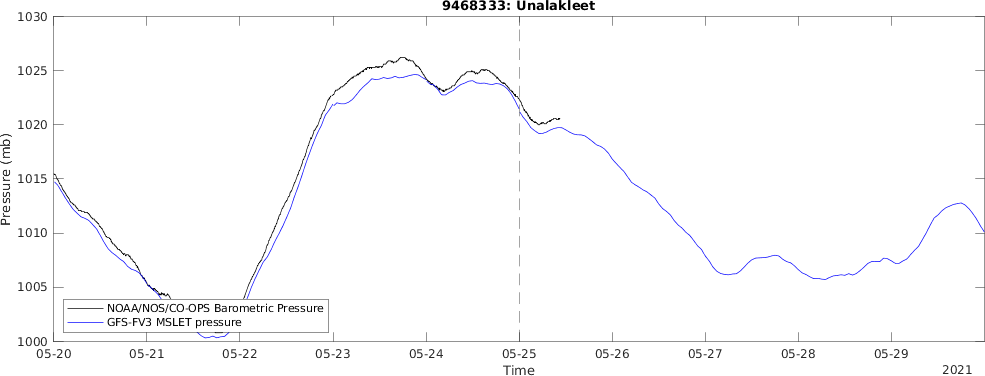 9468333: Unalakleet
Pressure (mb)
1030
1025
1020
1015
1010
1005
1000
NOAA/NOS/CO-OPS Barometric Pressure
GFS-FV3 MSLET pressure
05-20 05-21 05-22 05-23 05-24 05-25 05-26 05-27 05-28 05-29
Time
2021